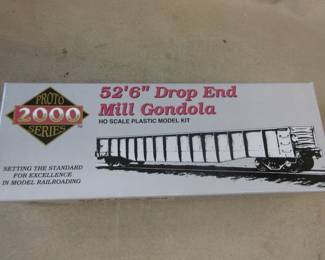 PROTO
2000
SERIES
52'6" Drop End
Mill Gondola
HO SCALE PLASTIC MODEL KIT
SETTING THE STANDARD
FOR EXCELLENCE
IN MODEL RAILROADING